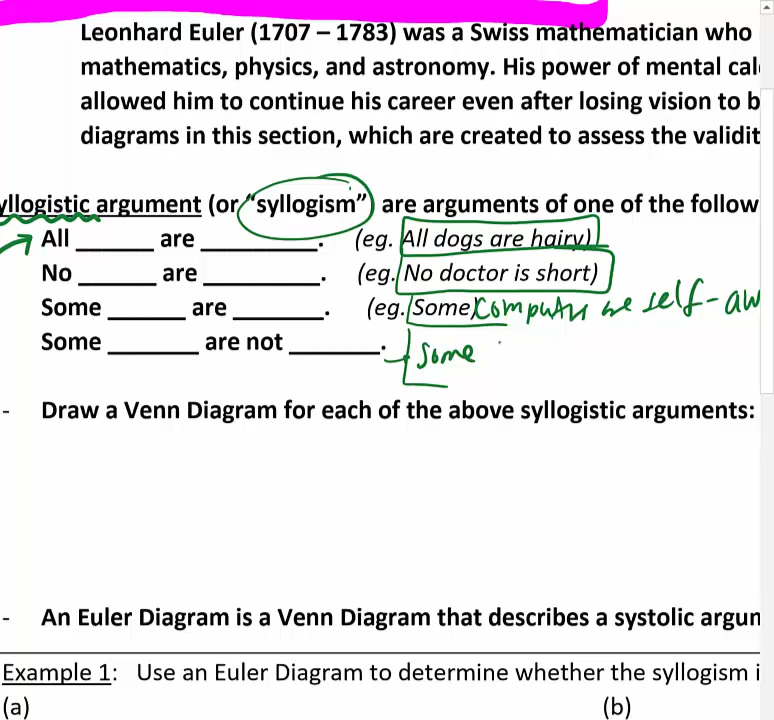 Leonhard Euler (1707 – 1783) was a Swiss mathematician who
mathematics, physics, and astronomy. His power of mental cal
allowed him to continue his career even after losing vision to b
diagrams in this section, which are created to assess the validit
yllogistic argument (or "syllogism") are arguments of one of the follow
All ______ are _________. (eg. All dogs are hairy)
No ______ are _________. (eg. No doctor is short)
Some ______ are _______. (eg. Some) are self-aw
Some _______ are not _______. Some
- Draw a Venn Diagram for each of the above syllogistic arguments:
- An Euler Diagram is a Venn Diagram that describes a systolic argun
Example 1: Use an Euler Diagram to determine whether the syllogism i
(a) (b)